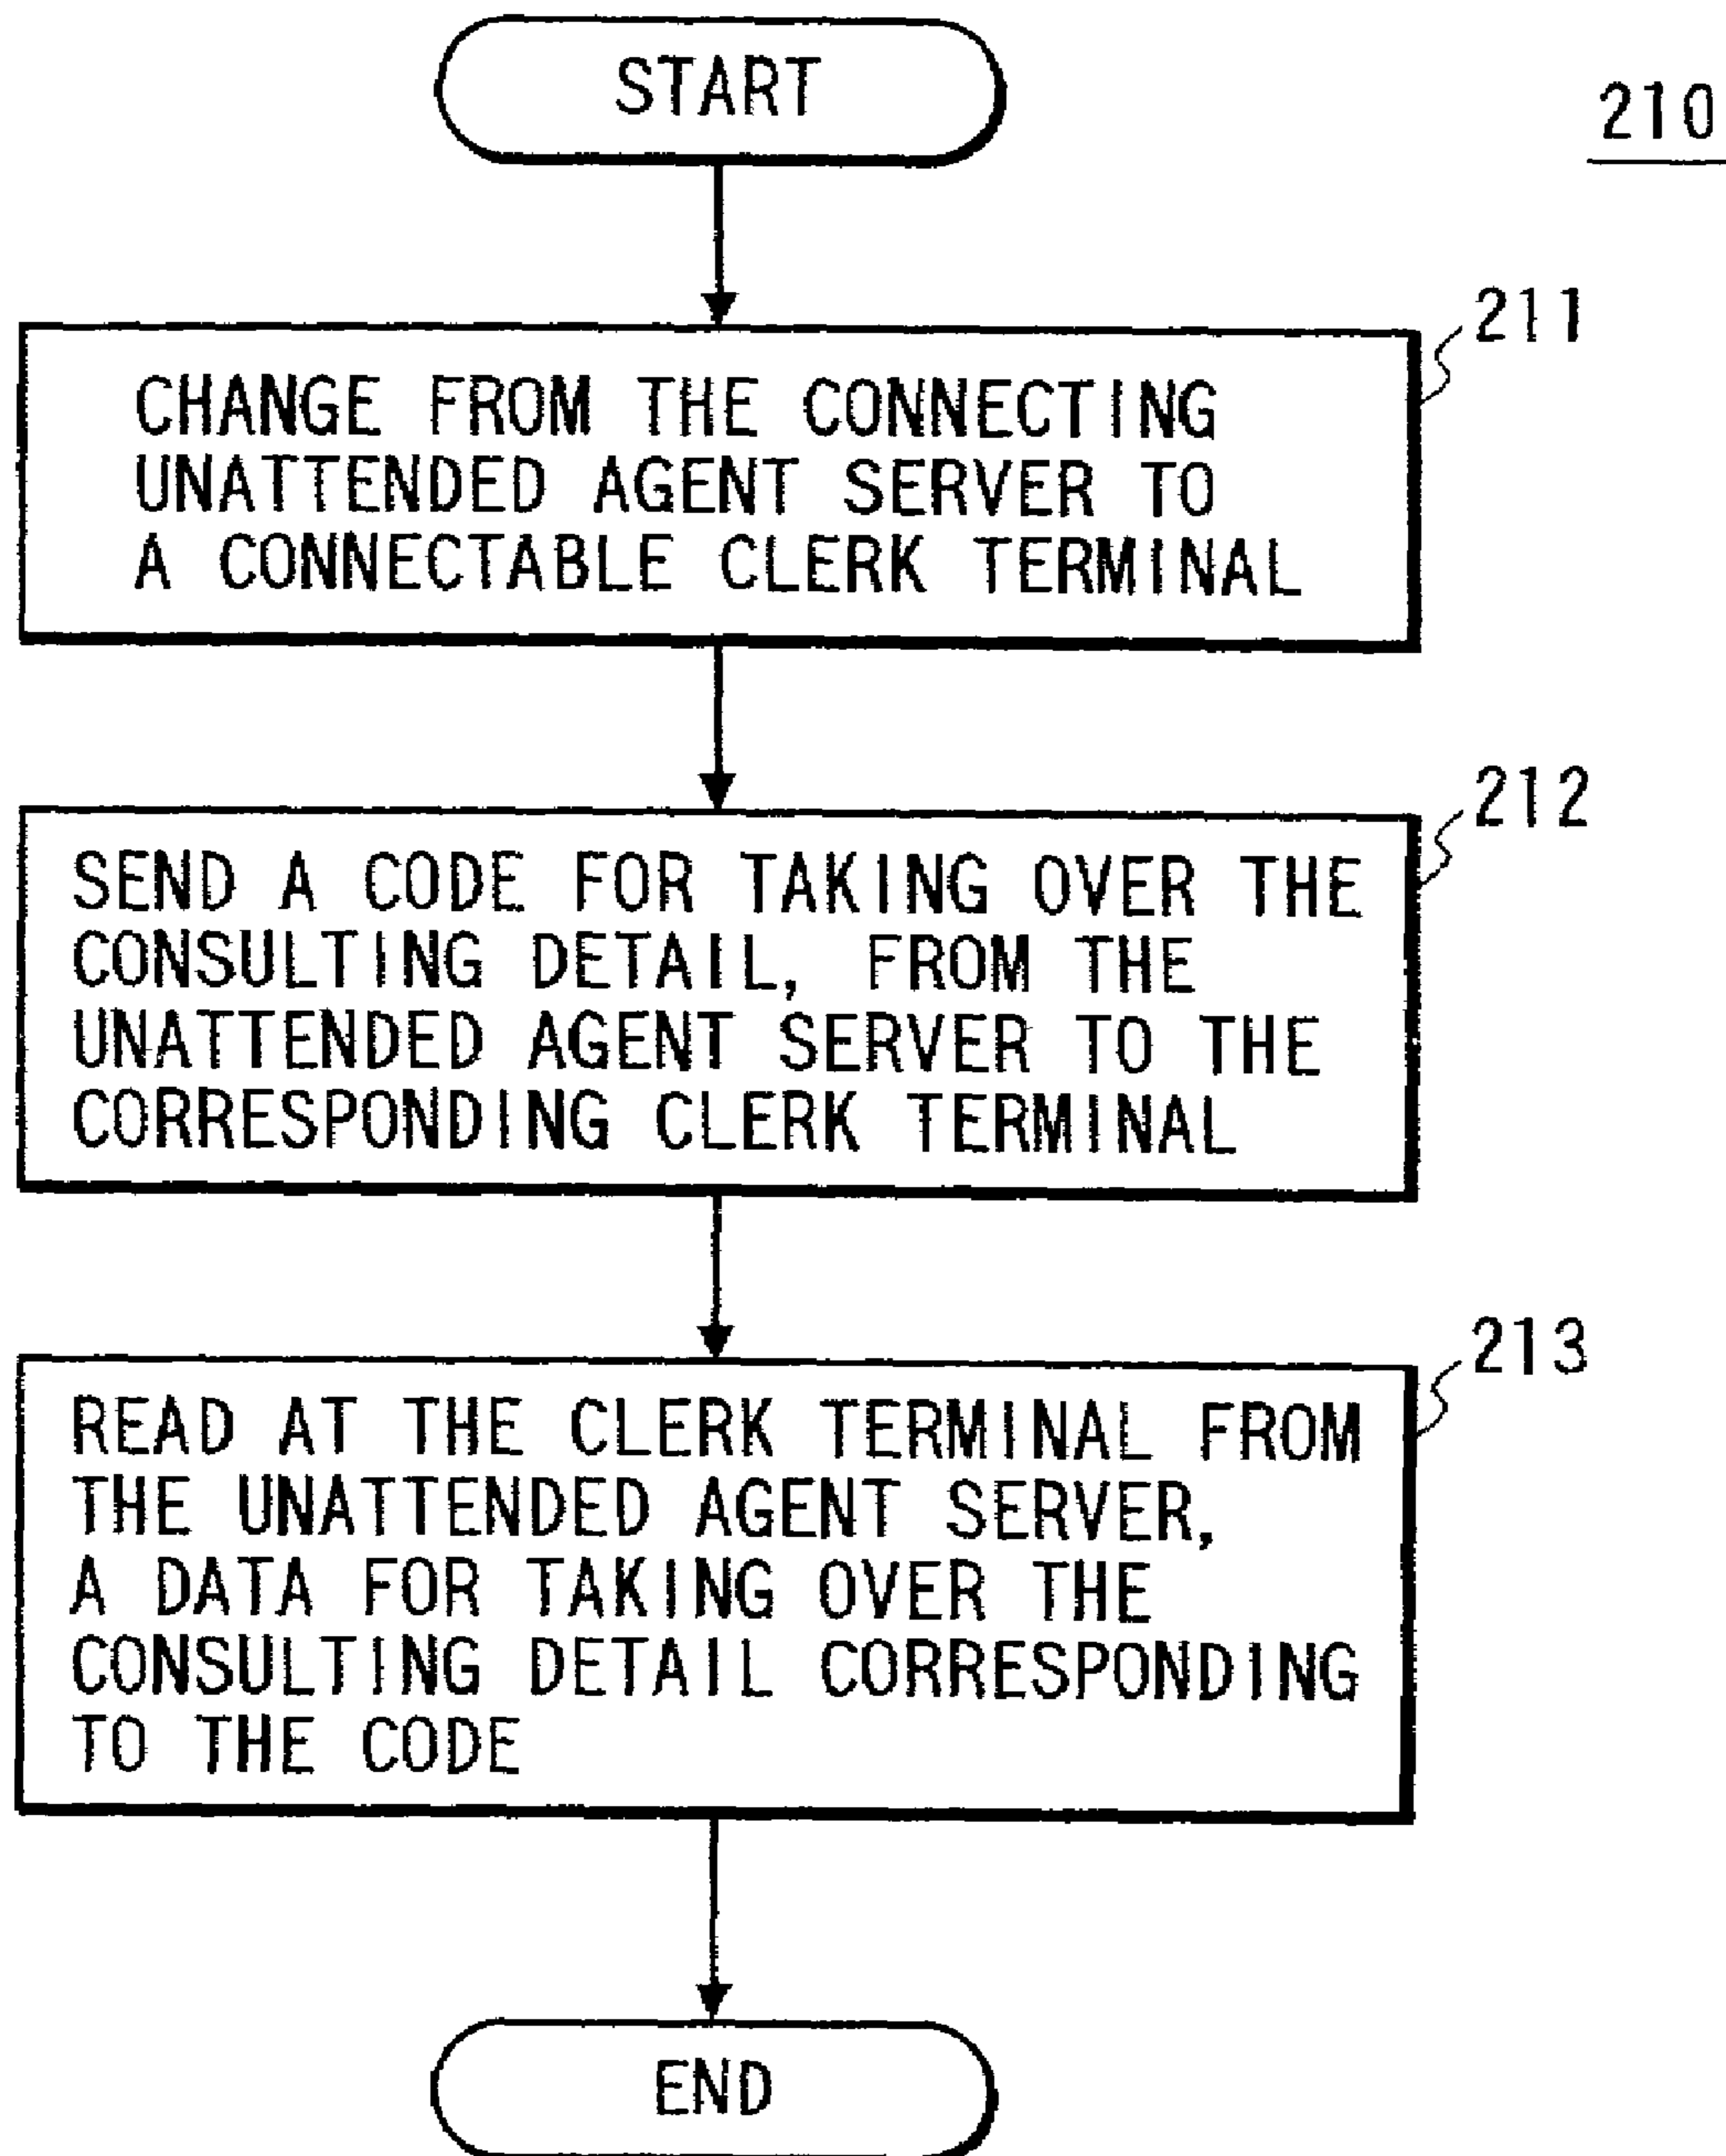 START
210
211
CHANGE FROM THE CONNECTING
UNATTENDED AGENT SERVER TO
A CONNECTABLE CLERK TERMINAL
212
SEND A CODE FOR TAKING OVER THE
CONSULTING DETAIL, FROM THE
UNATTENDED AGENT SERVER TO THE
CORRESPONDING CLERK TERMINAL
213
READ AT THE CLERK TERMINAL FROM
THE UNATTENDED AGENT SERVER,
A DATA FOR TAKING OVER THE
CONSULTING DETAIL CORRESPONDING
TO THE CODE
END